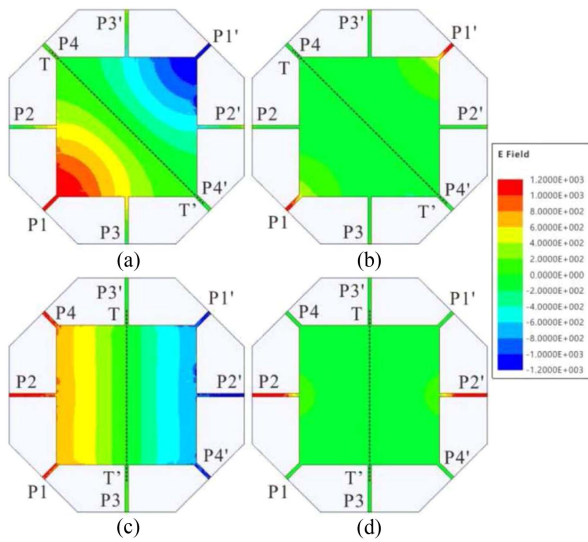 P3'
P1'
P4
T
P2
P2'
P4'
T'
P1
P3
(a)
P3'
P1'
P4
T
P2
P2'
P4'
T'
P1
P3
(b)
E Field
1.2000E+003
1.0000E+003
8.0000E+002
6.0000E+002
4.0000E+002
2.0000E+002
0.0000E+000
-2.0000E+002
-4.0000E+002
-6.0000E+002
-8.0000E+002
-1.0000E+003
-1.2000E+003
P3'
P4
T
P1'
P2
P2'
T'
P4'
P1
P3
(c)
P3'
P4
T
P1'
P2
P2'
T'
P4'
P1
P3
(d)